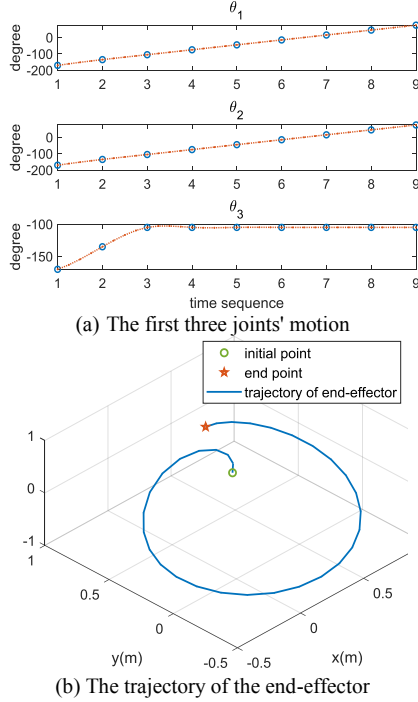 θ1
0
-100
-200
degree
1 2 3 4 5 6 7 8 9
θ2
0
-100
-200
degree
1 2 3 4 5 6 7 8 9
θ3
-100
-150
degree
1 2 3 4 5 6 7 8 9
time sequence
(a) The first three joints' motion
initial point
end point
trajectory of end-effector
1
0
-1
1
0.5
0
-0.5
y(m)
-0.5
0
0.5
x(m)
(b) The trajectory of the end-effector